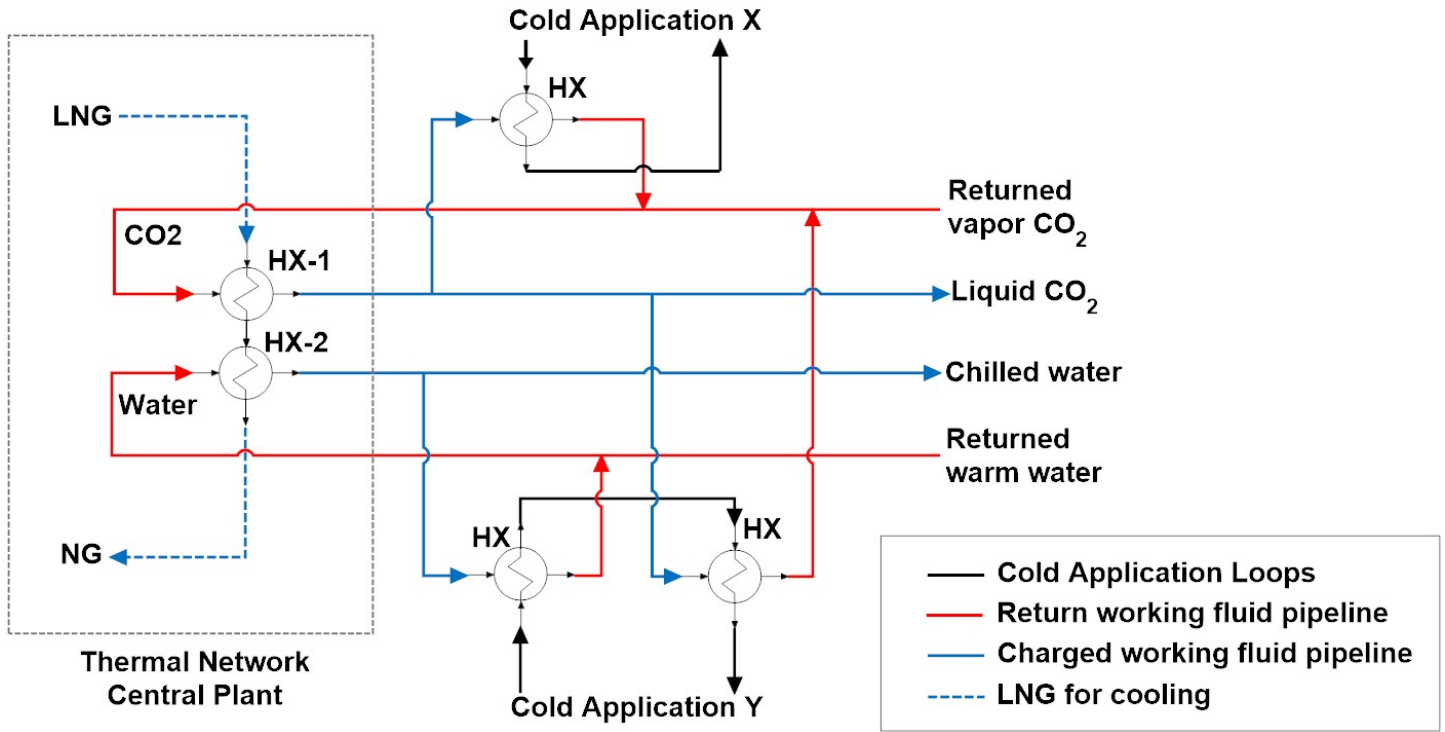 Cold Application X
HX
LNG
Returned
vapor CO₂
CO2
HX-1
Liquid CO₂
HX-2
Chilled water
Water
Returned
warm water
HX
HX
NG
Thermal Network
Central Plant
Cold Application Y
Cold Application Loops
Return working fluid pipeline
Charged working fluid pipeline
LNG for cooling